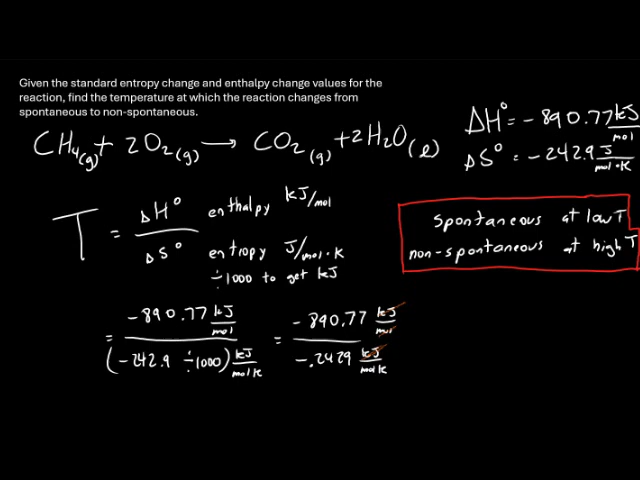 Given the standard entropy change and enthalpy change values for the
reaction, find the temperature at which the reaction changes from
spontaneous to non-spontaneous.
CH₄(g) + 2O₂(g) → CO₂(g) + 2H₂O(l)
ΔH° = -890.77 kJ/mol
ΔS° = -242.9 J/mol·K
spontaneous at low T
non-spontaneous at high T
T = ΔH°/ΔS°
enthalpy kJ/mol
entropy J/mol·K
÷1000 to get kJ
= -890.77 kJ/mol / (-242.9 ÷1000) kJ/mol K = -890.77 kJ/mol / -.2429 kJ/mol K